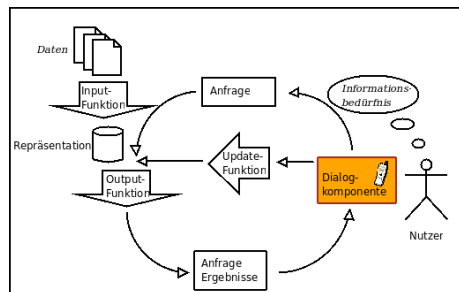 Daten
Input-
Funktion
Anfrage
Informations-
bedürfnis
Repräsentation
Update-
Funktion
Output-
Funktion
Dialog-
komponente
Nutzer
Anfrage
Ergebnisse